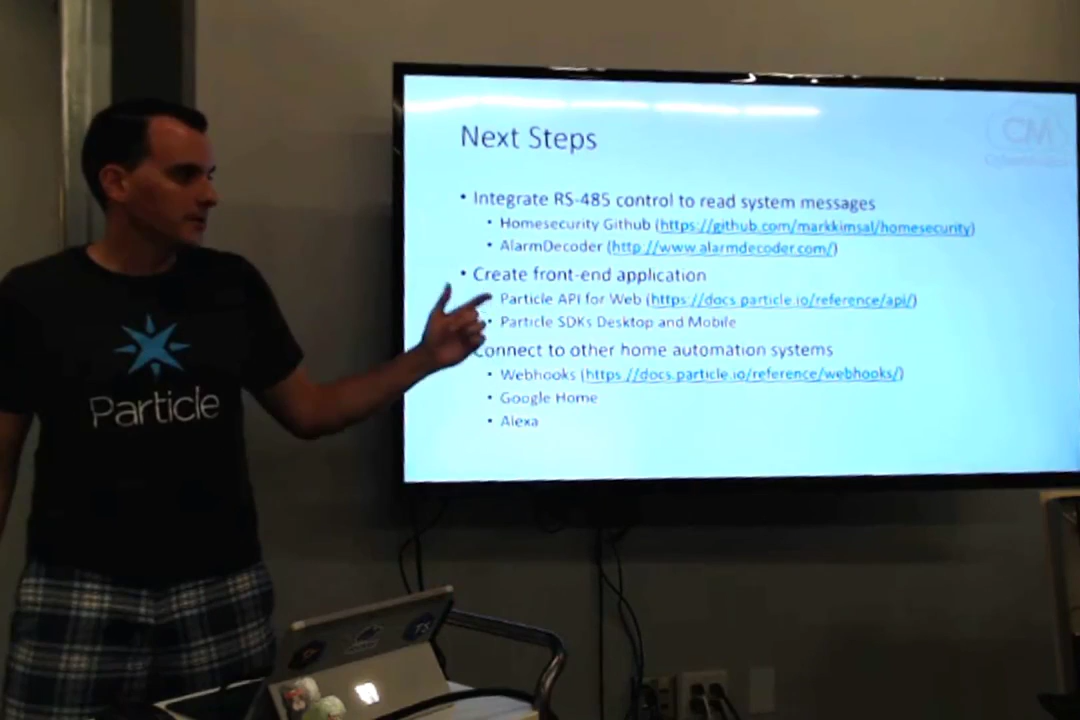 Next Steps
• Integrate RS-485 control to read system messages
• Homesecurity Github (https://github.com/markkimsal/homesecurity)
• AlarmDecoder (http://www.alarmdecoder.com/)
• Create front-end application
• Particle API for Web (https://docs.particle.io/reference/api/)
• Particle SDKs Desktop and Mobile
Connect to other home automation systems
• Webhooks (https://docs.particle.io/reference/webhooks/)
• Google Home
• Alexa
CM
Particle
TS